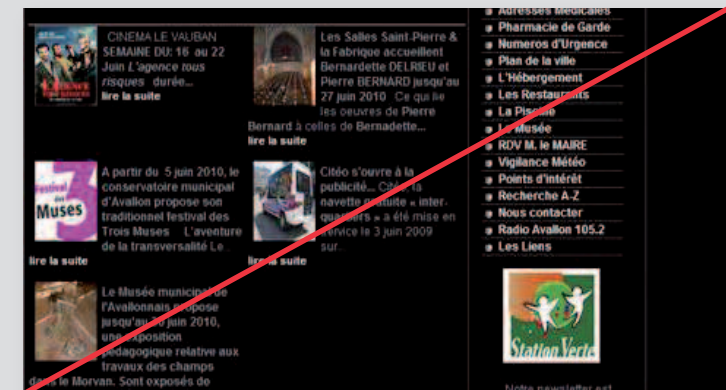 CINEMA LE VAUBAN
SEMAINE DU: 16 au 22
Juin L'agence tous
risques durée...
lire la suite
Les Salles Saint-Pierre &
la Fabrique accueillent
Bernardette DELRIEU et
Pierre BERNARD jusqu'au
27 juin 2010 Ce qui lie
les oeuvres de Pierre
Bernard à celles de Bernadette...
lire la suite
Festival
des
3
Muses
A partir du 5 juin 2010, le
conservatoire municipal
d'Avallon propose son
traditionnel festival des
Trois Muses L'aventure
de la transversalité Le...
lire la suite
Citéo s'ouvre à la
publicité... Citéo, la
navette gratuite « inter-
quartiers » a été mise en
service le 3 juin 2009
sur...
lire la suite
Le Musée municipal de
l'Avallonnais propose
jusqu'au 30 juin 2010,
une exposition
pédagogique relative aux
travaux des champs
dans le Morvan. Sont exposés de
Adresses Médicales
Pharmacie de Garde
Numeros d'Urgence
Plan de la ville
L'Hébergement
Les Restaurants
La Piscine
Le Musée
RDV M. le MAIRE
Vigilance Météo
Points d'intérêt
Recherche A-Z
Nous contacter
Radio Avallon 105.2
Les Liens
Station Verte
Notre newsletter est